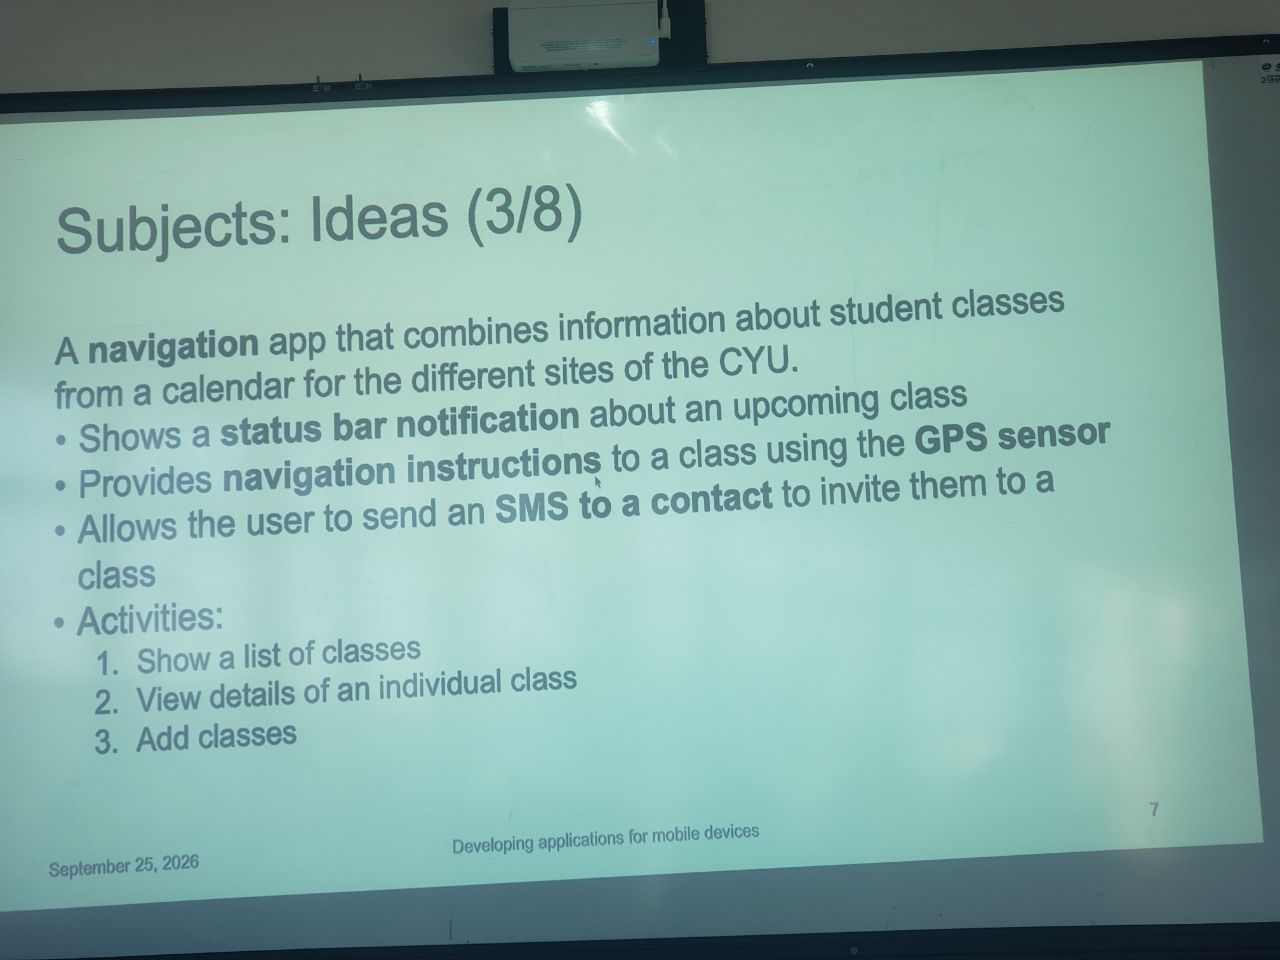 Subjects: Ideas (3/8)
A navigation app that combines information about student classes
from a calendar for the different sites of the CYU.
• Shows a status bar notification about an upcoming class
• Provides navigation instructions to a class using the GPS sensor
• Allows the user to send an SMS to a contact to invite them to a
class
• Activities:
1. Show a list of classes
2. View details of an individual class
3. Add classes
7
Developing applications for mobile devices
September 25, 2026